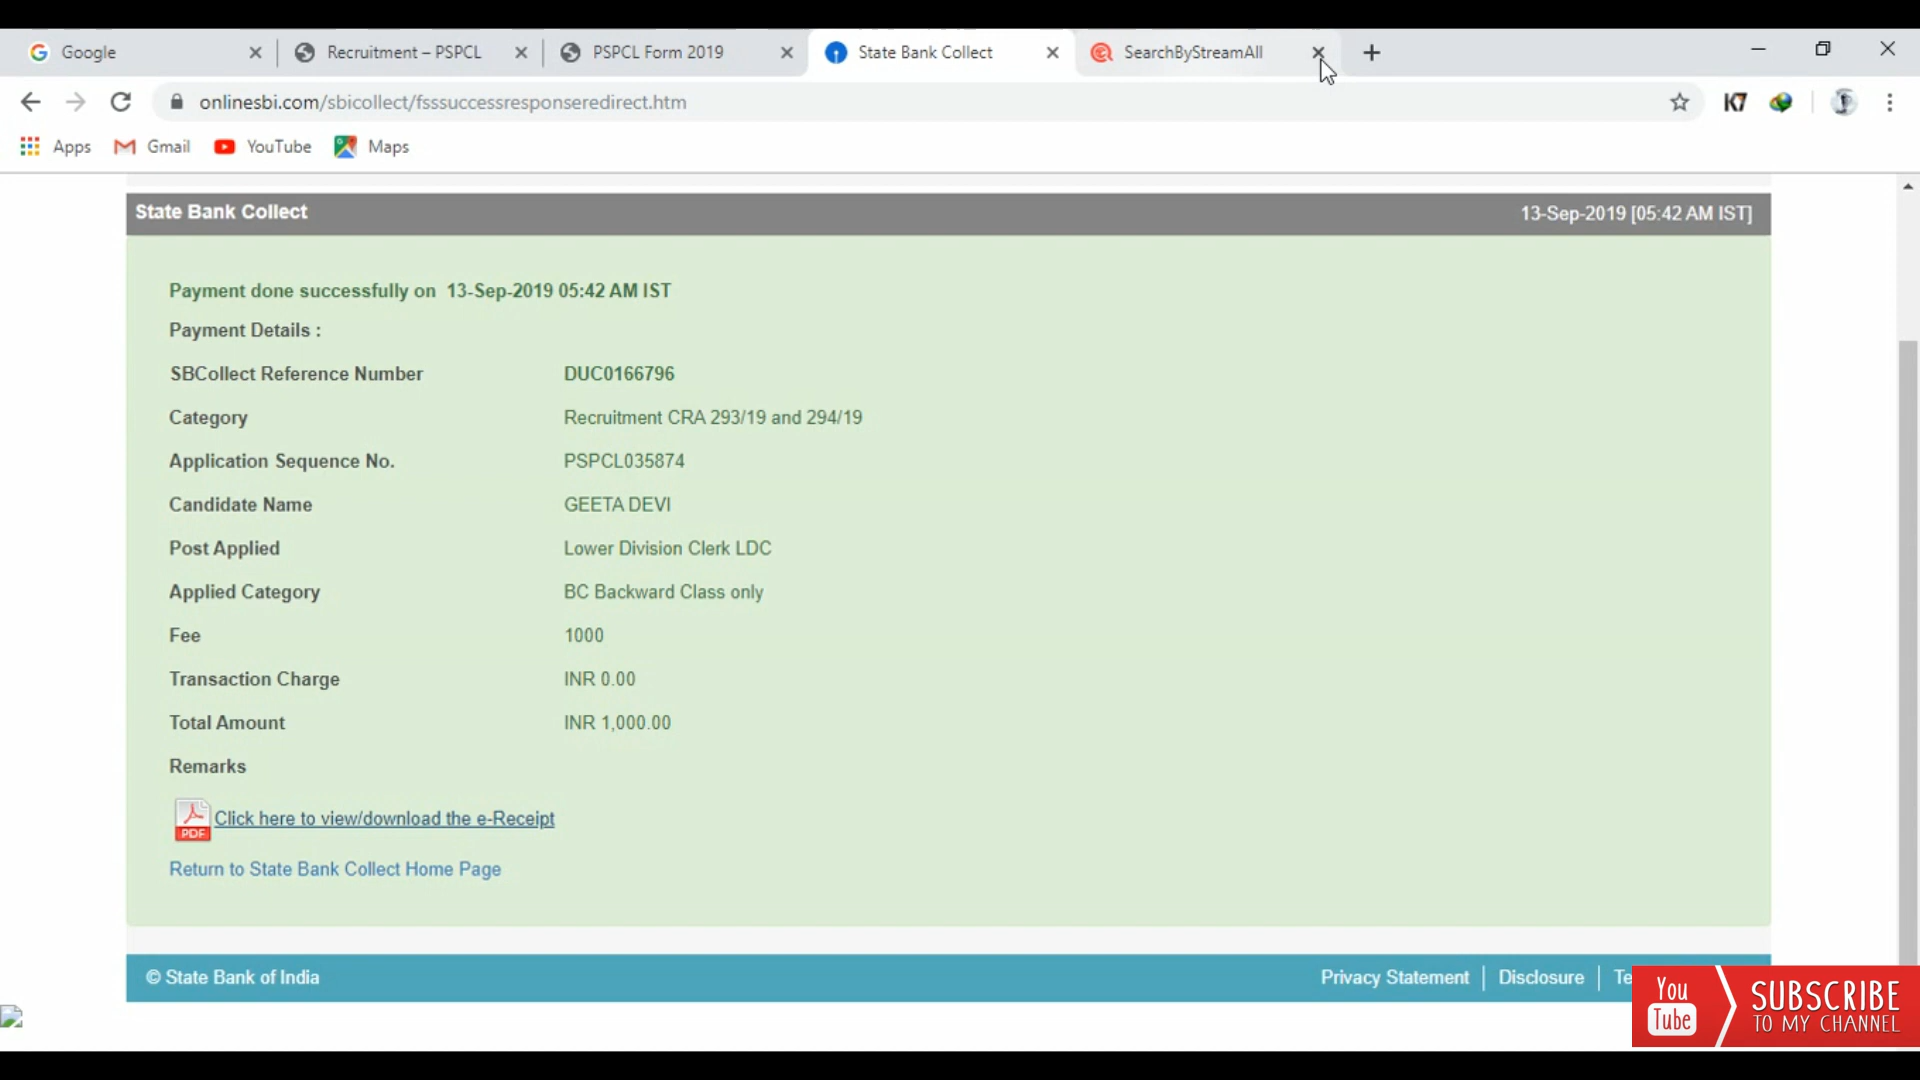 Google
Recruitment – PSPCL
PSPCL Form 2019
State Bank Collect
SearchByStreamAll
onlinesbi.com/sbicollect/fsssuccessresponseredirect.htm
K7
Apps
Gmail
YouTube
Maps
State Bank Collect
13-Sep-2019 [05:42 AM IST]
Payment done successfully on 13-Sep-2019 05:42 AM IST
Payment Details :
SBCollect Reference Number DUC0166796
Category Recruitment CRA 293/19 and 294/19
Application Sequence No. PSPCL035874
Candidate Name GEETA DEVI
Post Applied Lower Division Clerk LDC
Applied Category BC Backward Class only
Fee 1000
Transaction Charge INR 0.00
Total Amount INR 1,000.00
Remarks
PDF Click here to view/download the e-Receipt
Return to State Bank Collect Home Page
© State Bank of India
Privacy Statement
Disclosure
Te
You Tube
SUBSCRIBE
TO MY CHANNEL